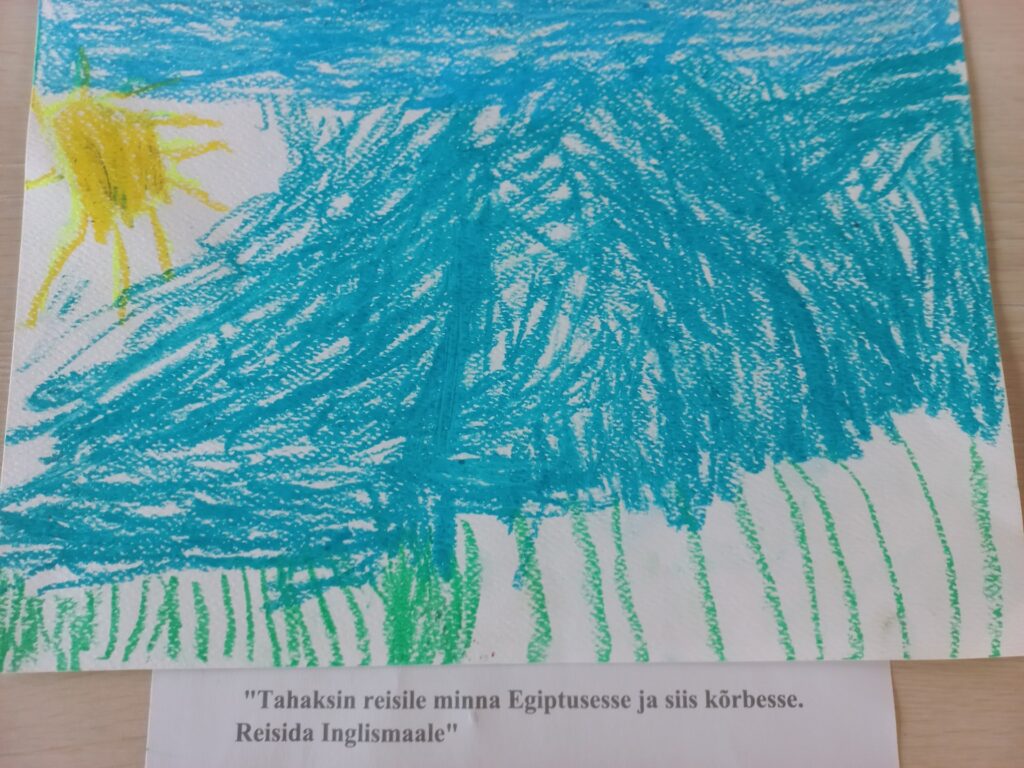 "Tahaksin reisile minna Egiptusesse ja siis kõrbesse.
Reisida Inglismaale"